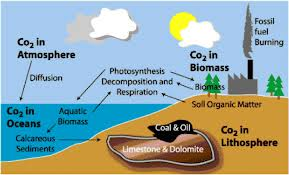 Fossil
fuel
Burning
Co₂ in
Atmosphere
Co₂ in
Biomass
Diffusion
Photosynthesis
Decomposition and
Respiration
Biomass
Soil Organic Matter
Co₂ in
Oceans
Aquatic
Biomass
Calcareous
Sediments
Coal & Oil
Limestone & Dolomite
Co₂ in
Lithosphere